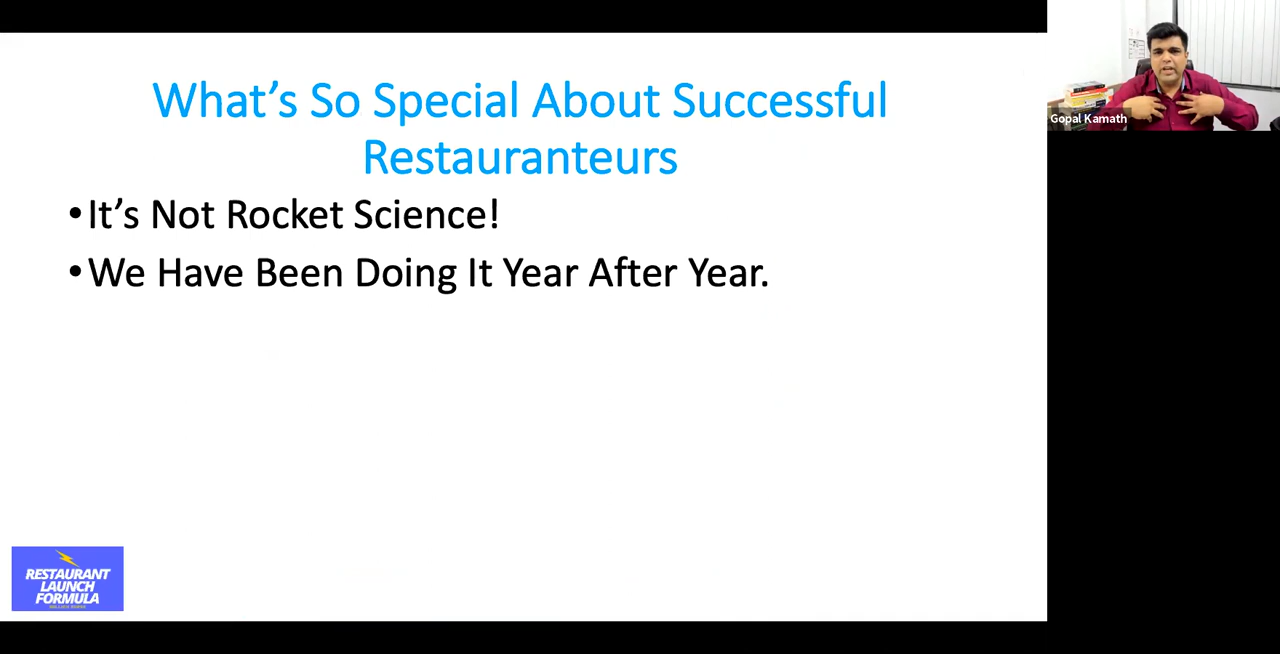 What's So Special About Successful
Restauranteurs
•It's Not Rocket Science!
•We Have Been Doing It Year After Year.
Gopal Kamath
RESTAURANT
LAUNCH
FORMULA